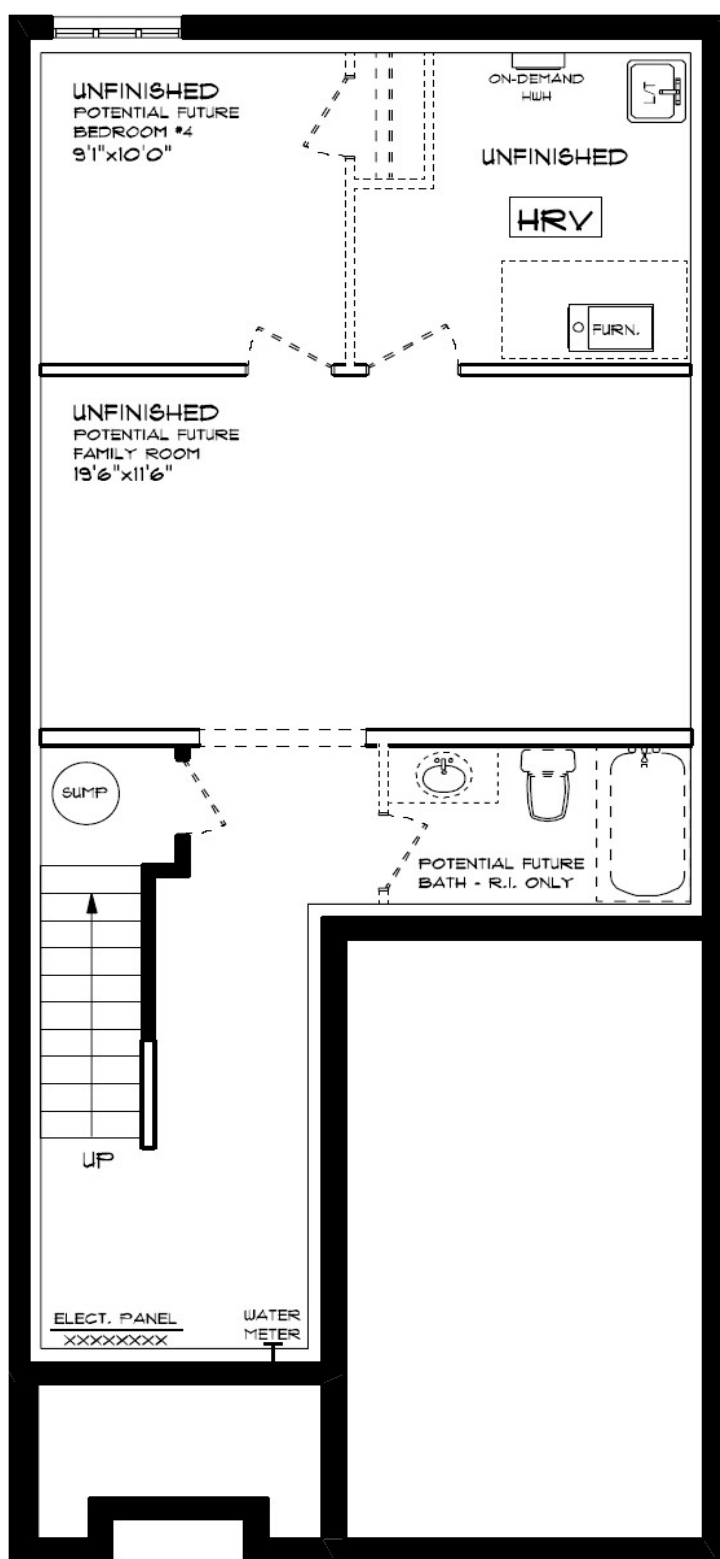 UNFINISHED
POTENTIAL FUTURE
BEDROOM #4
9'1"x10'0"
ON-DEMAND
HWH
L/T
UNFINISHED
HRV
FURN.
UNFINISHED
POTENTIAL FUTURE
FAMILY ROOM
19'6"x11'6"
SUMP
POTENTIAL FUTURE
BATH - R.I. ONLY
UP
ELECT. PANEL
XXXXXXXX
WATER
METER